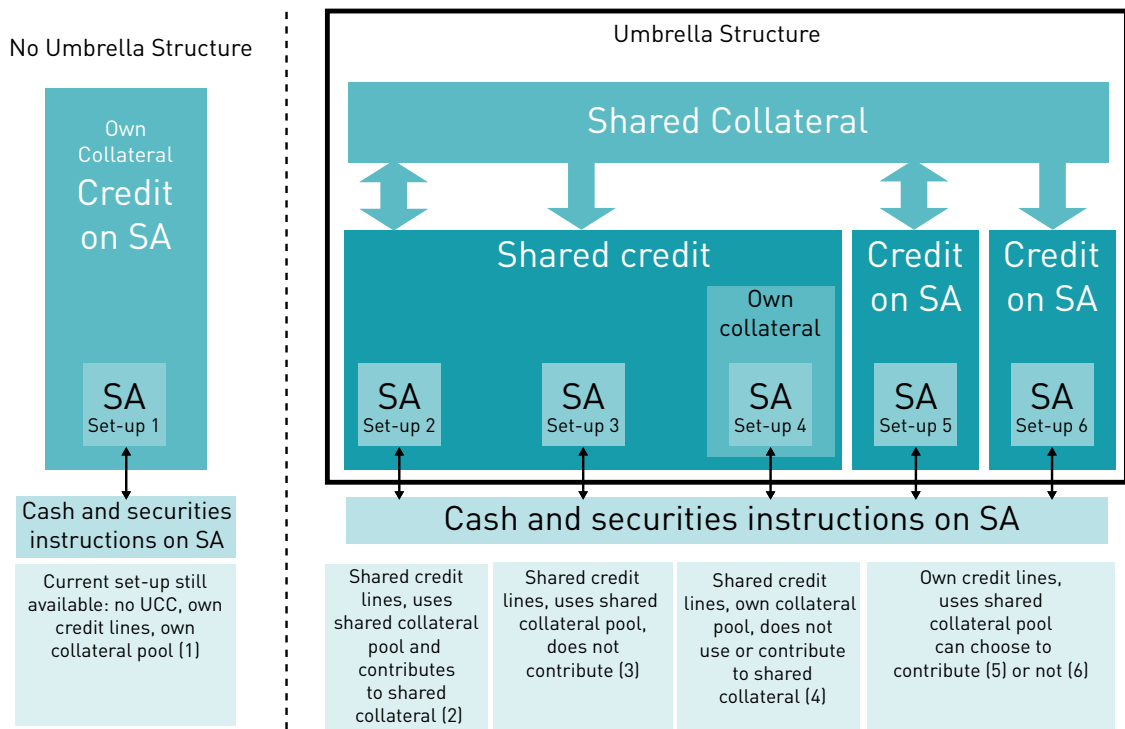 No Umbrella Structure
Own
Collateral
Credit
on SA
SA
Set-up 1
Cash and securities
instructions on SA
Current set-up still
available: no UCC, own
credit lines, own
collateral pool (1)
Umbrella Structure
Shared Collateral
Shared credit
Own
collateral
SA
Set-up 2
SA
Set-up 3
SA
Set-up 4
Credit
on SA
SA
Set-up 5
Credit
on SA
SA
Set-up 6
Cash and securities instructions on SA
Shared credit
lines, uses
shared collateral
pool and
contributes
to shared
collateral (2)
Shared credit
lines, uses shared
collateral pool,
does not
contribute (3)
Shared credit
lines, own collateral
pool, does not
use or contribute
to shared
collateral (4)
Own credit lines,
uses shared
collateral pool
can choose to
contribute (5) or not (6)